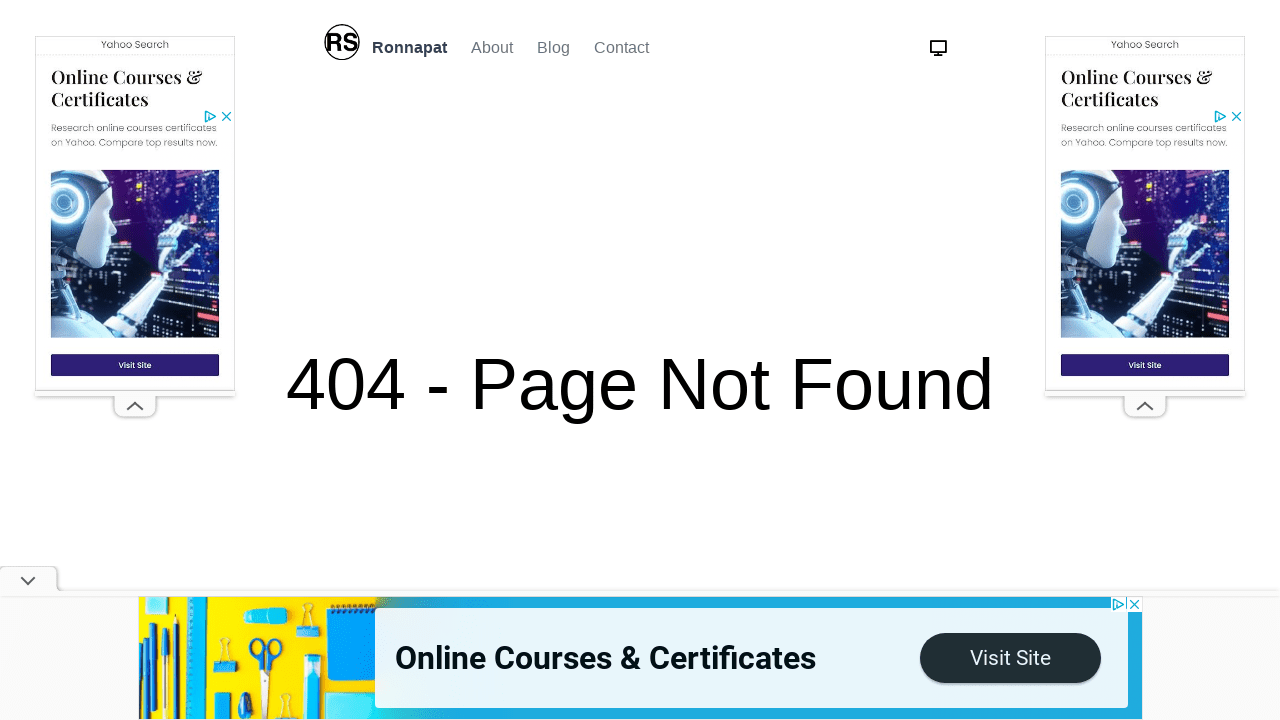 RS
Ronnapat
About
Blog
Contact
Yahoo Search
Online Courses &
Certificates
Research online courses certificates
on Yahoo. Compare top results now.
Visit Site
Yahoo Search
Online Courses &
Certificates
Research online courses certificates
on Yahoo. Compare top results now.
Visit Site
404 - Page Not Found
Online Courses & Certificates
Visit Site